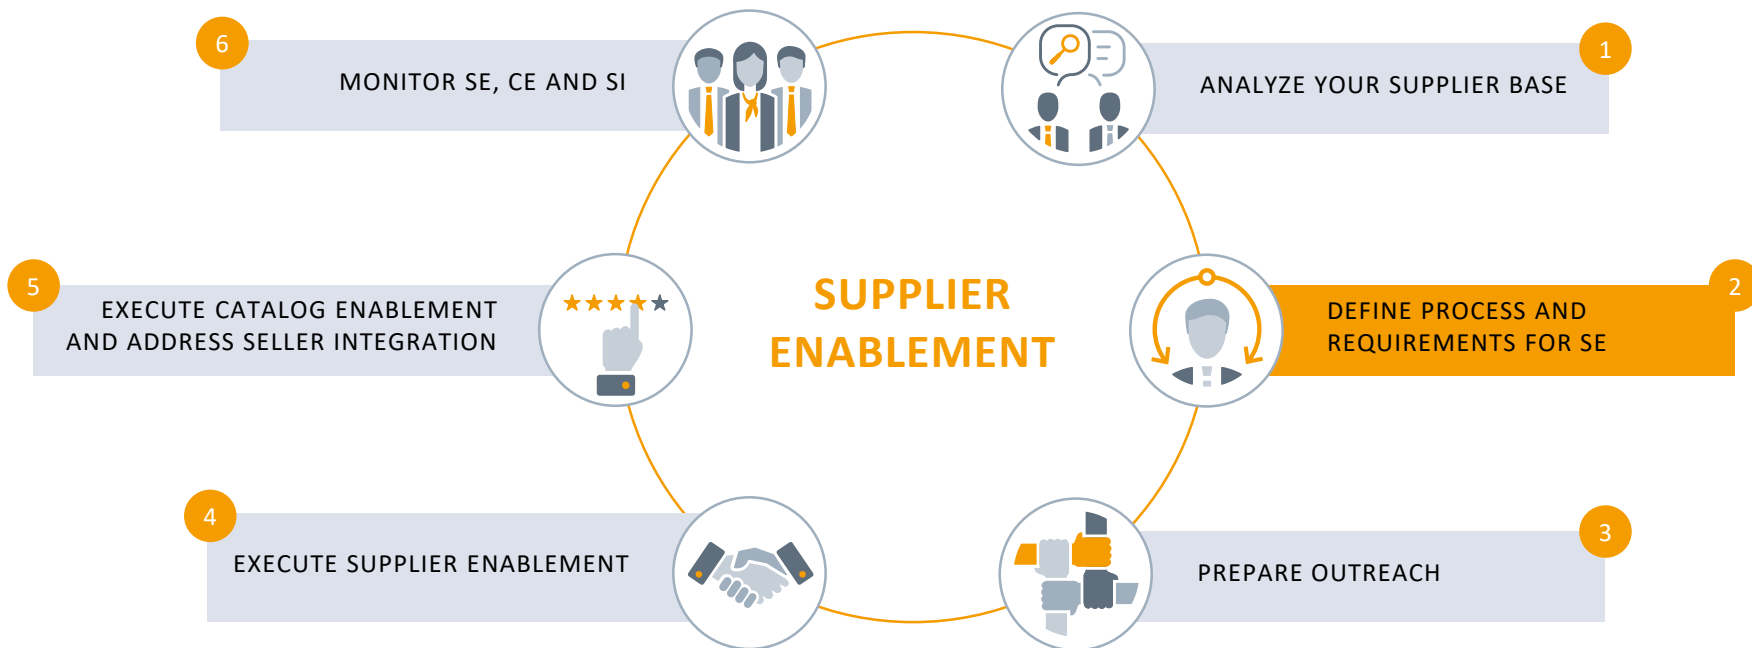 SUPPLIER
ENABLEMENT
1
ANALYZE YOUR SUPPLIER BASE
2
DEFINE PROCESS AND
REQUIREMENTS FOR SE
3
PREPARE OUTREACH
4
EXECUTE SUPPLIER ENABLEMENT
5
EXECUTE CATALOG ENABLEMENT
AND ADDRESS SELLER INTEGRATION
6
MONITOR SE, CE AND SI